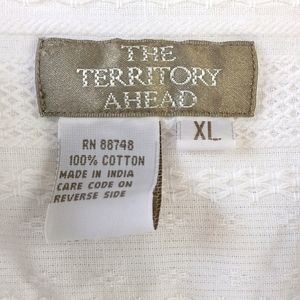 THE
TERRITORY
AHEAD
XL
RN 88748
100% COTTON
MADE IN INDIA
CARE CODE ON
REVERSE SIDE